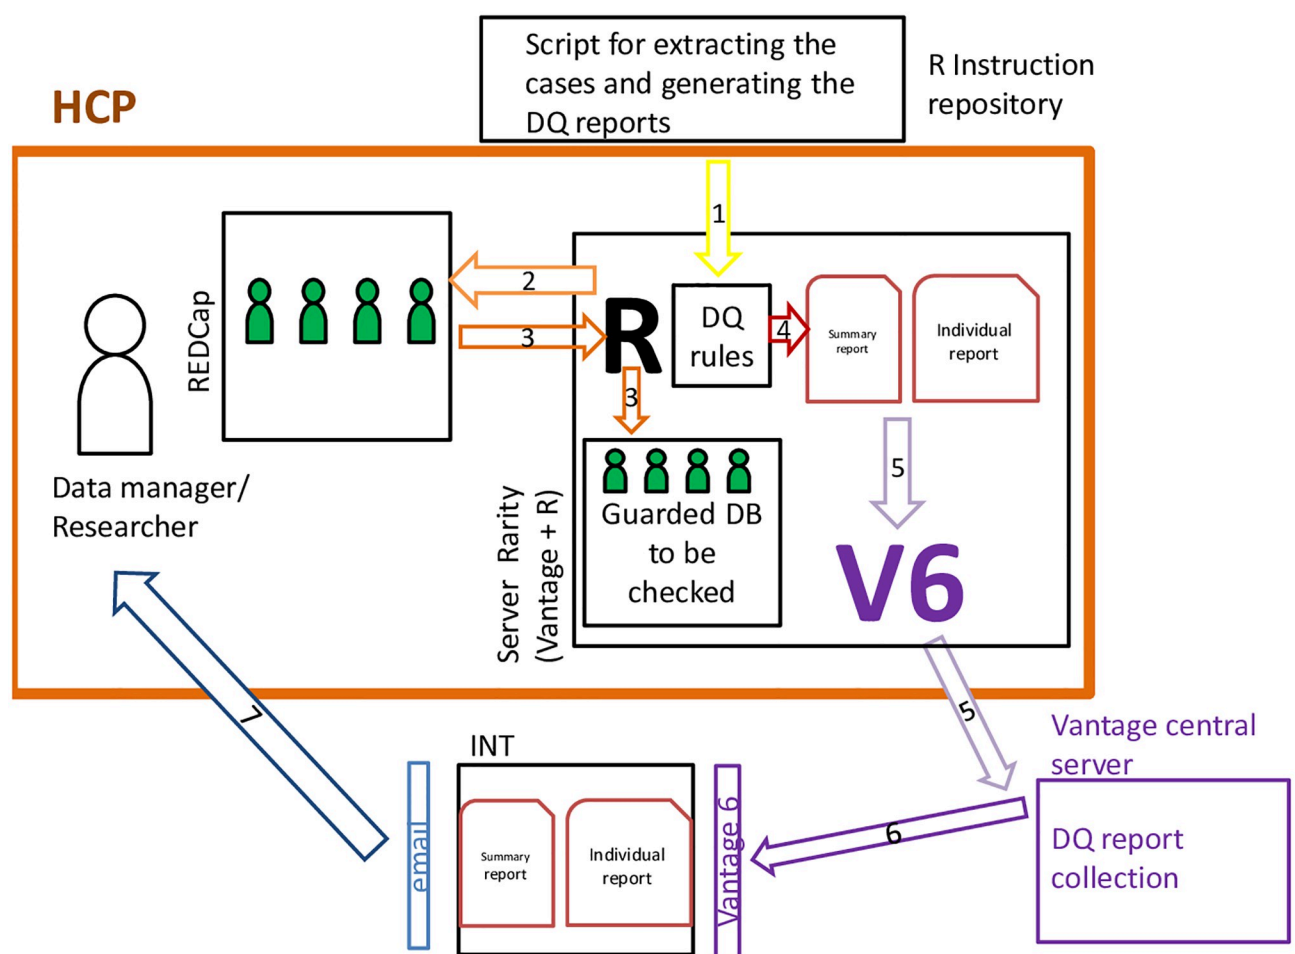 Script for extracting the
cases and generating the
DQ reports
R Instruction
repository
HCP
1
REDCap
2
3
R
DQ
rules
4
Summary
report
Individual
report
3
5
Data manager/
Researcher
Server Rarity
(Vantage + R)
Guarded DB
to be
checked
V6
5
7
INT
Vantage central
server
email
Summary
report
Individual
report
Vantage 6
6
DQ report
collection